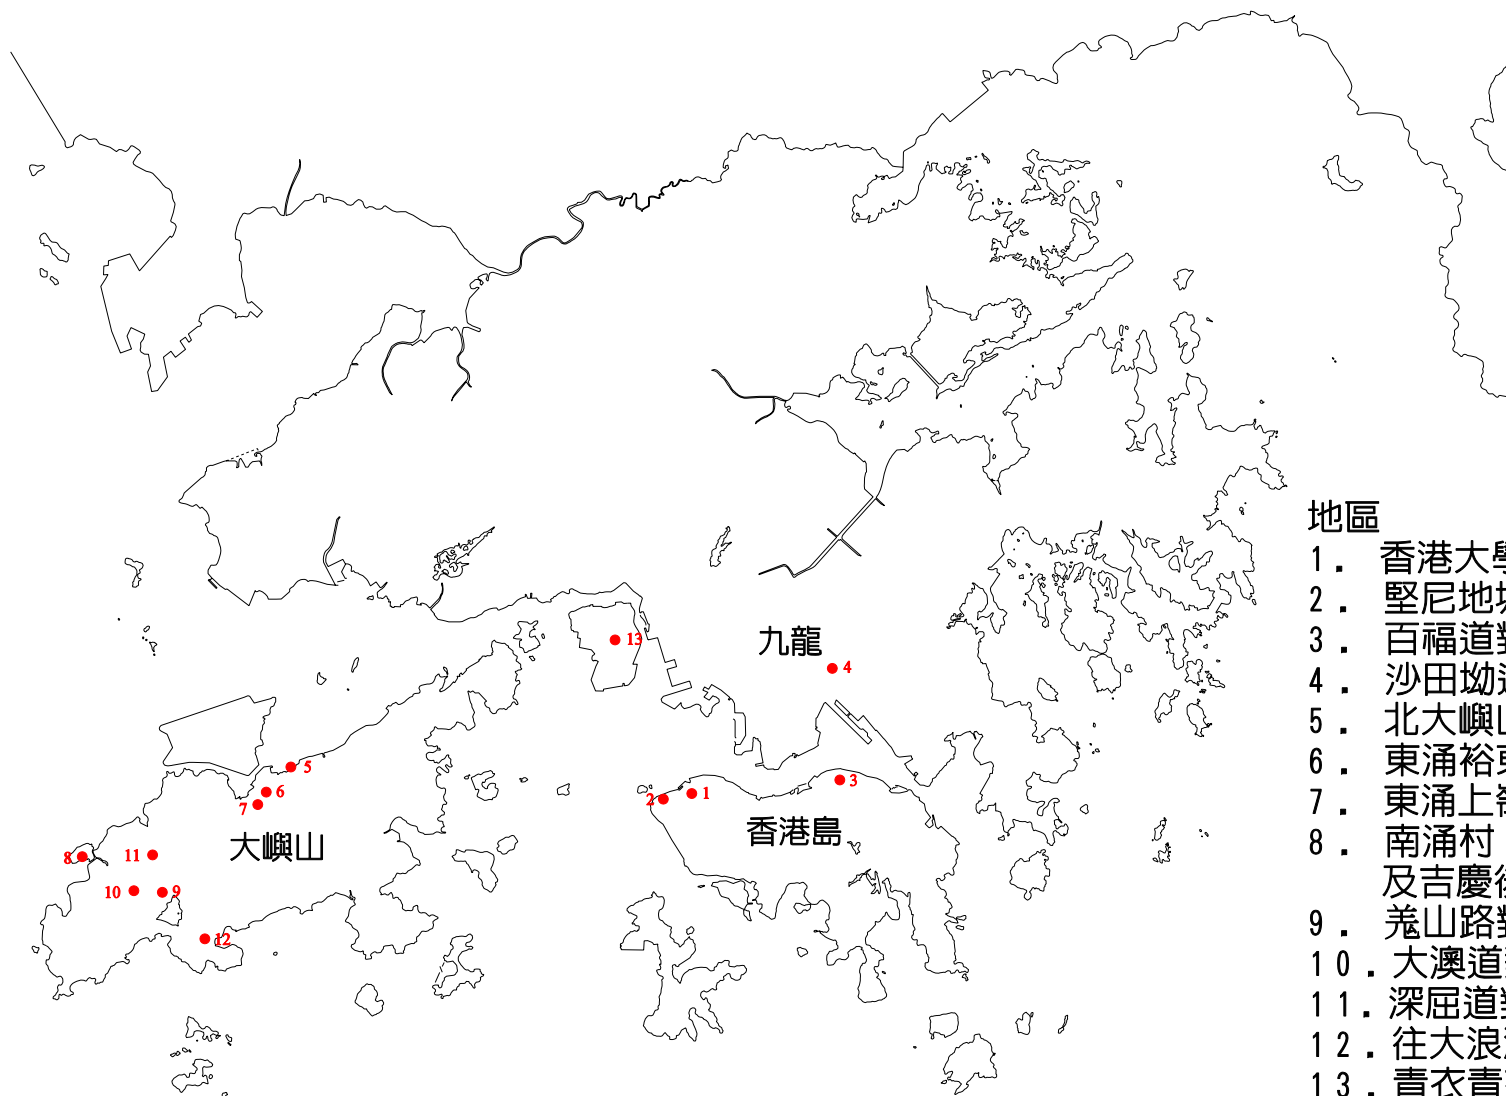 13
九龍
4
5
6
7
2
1
3
香港島
大嶼山
8
11
10
9
12
地區
1. 香港大
2. 堅尼地
3. 百福道
4. 沙田坳
5. 北大嶼
6. 東涌裕
7. 東涌上
8. 南涌村
及吉慶
9. 羗山路
10. 大澳道
11. 深屈道
12. 往大浪
13. 青衣青